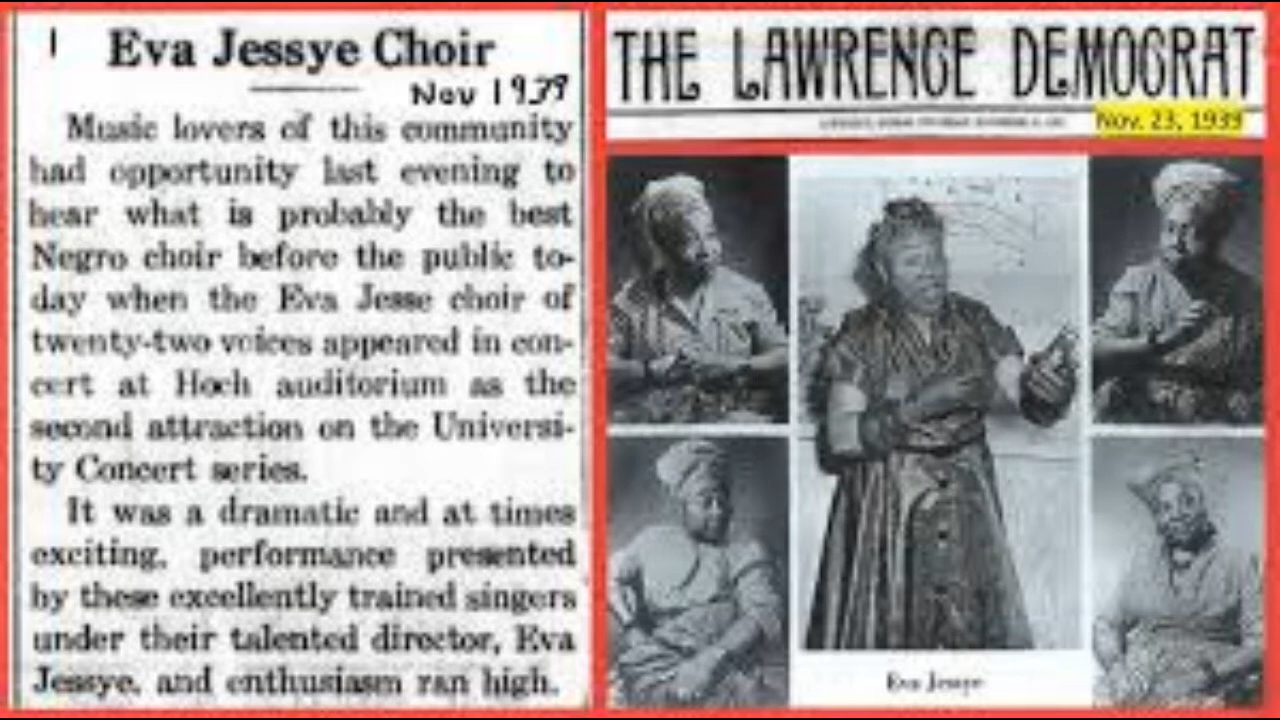 Eva Jessye Choir
Nov 1939
Music lovers of this community
had opportunity last evening to
hear what is probably the best
Negro choir before the public to-
day when the Eva Jesse choir of
twenty-two voices appeared in con-
cert at Hoch auditorium as the
second attraction on the Universi-
ty Concert series.
It was a dramatic and at times
exciting, performance presented
by these excellently trained singers
under their talented director, Eva
Jessye, and enthusiasm ran high.
THE LAWRENCE DEMOCRAT
Nov. 23, 1939
Eva Jessye